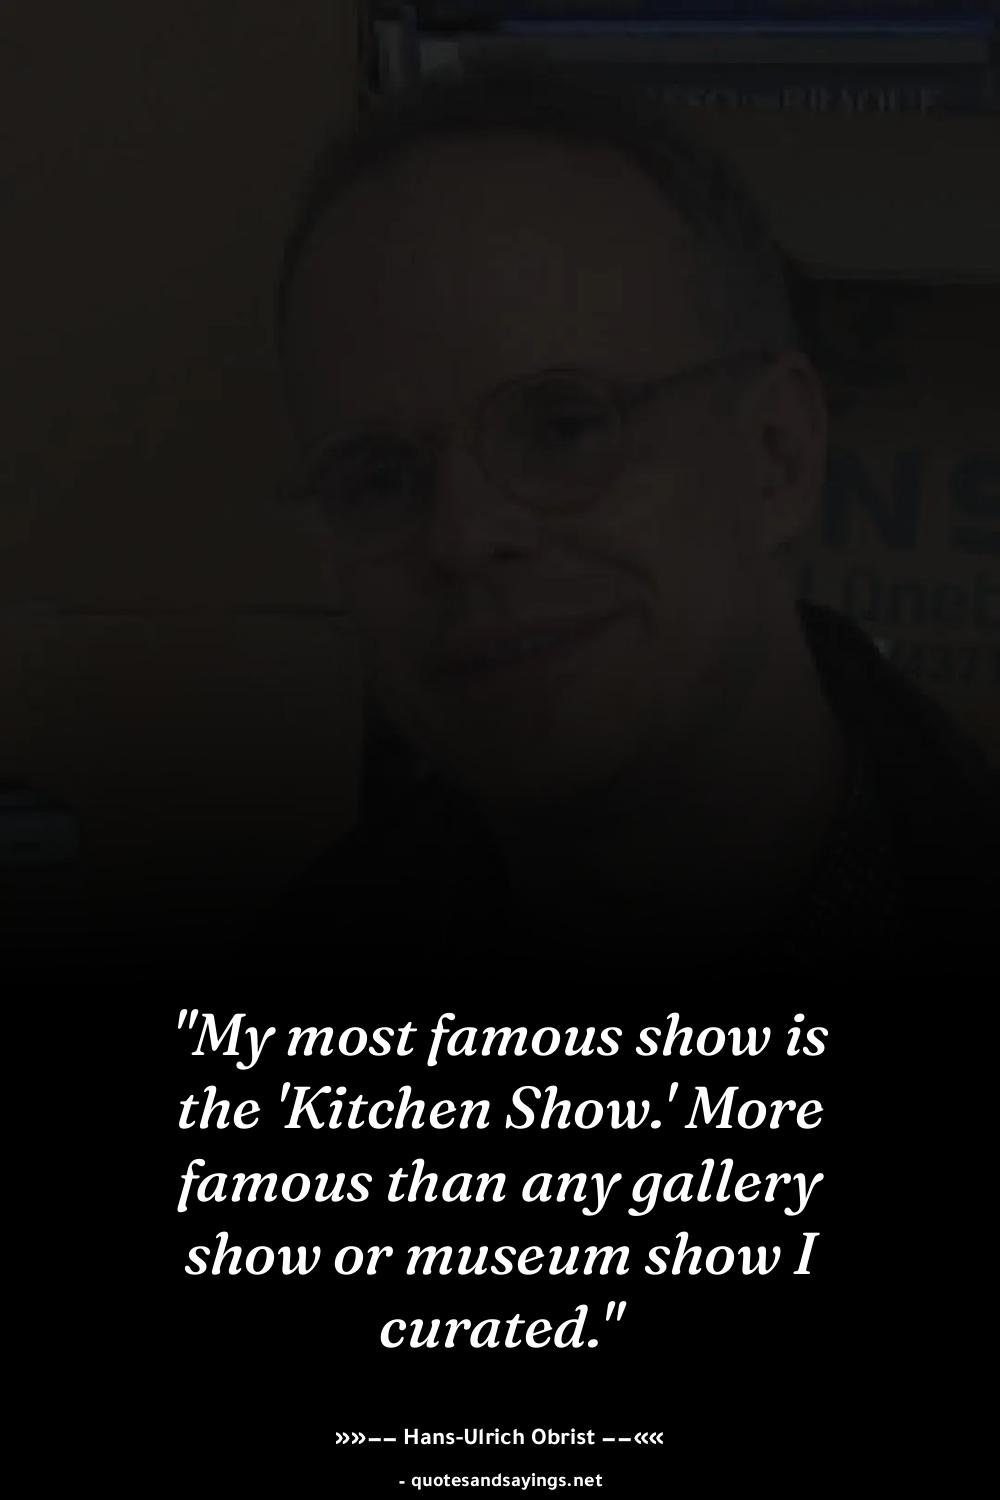 "My most famous show is
the 'Kitchen Show.' More
famous than any gallery
show or museum show I
curated."
»»–– Hans-Ulrich Obrist ––««
- quotesandsayings.net